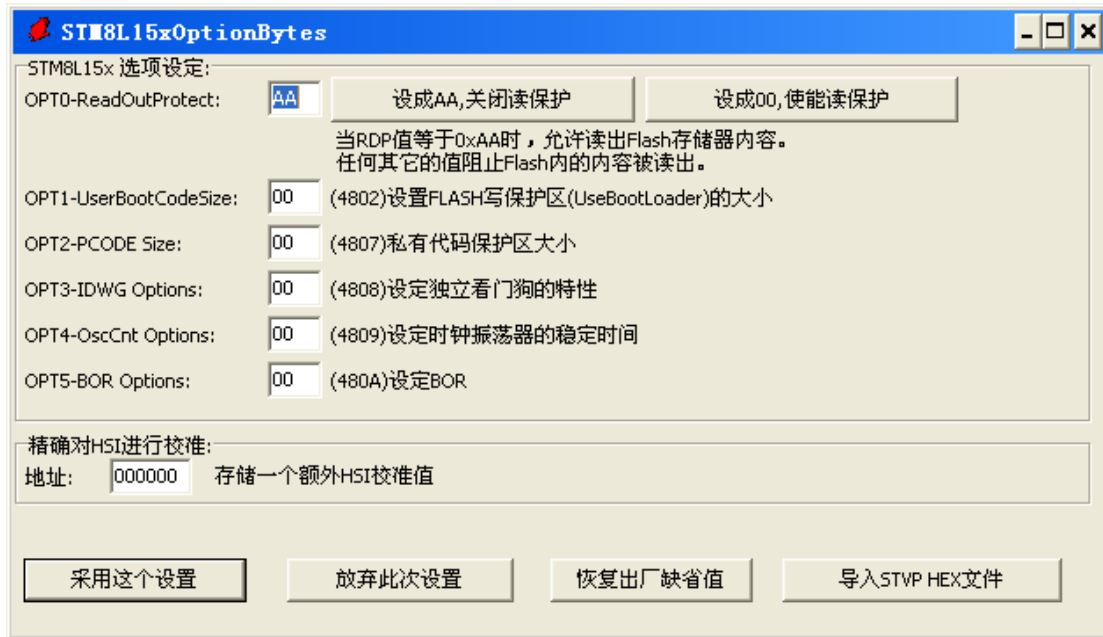 STM8L15xOptionBytes
STM8L15x 选项设定:
OPT0-ReadOutProtect: AA 设成AA,关闭读保护 设成00,使能读保护
当RDP值等于0xAA时，允许读出Flash存储器内容。
任何其它的值阻止Flash内的内容被读出。
OPT1-UserBootCodeSize: 00 (4802)设置FLASH写保护区(UseBootLoader)的大小
OPT2-PCODE Size: 00 (4807)私有代码保护区大小
OPT3-IDWG Options: 00 (4808)设定独立看门狗的特性
OPT4-OscCnt Options: 00 (4809)设定时钟振荡器的稳定时间
OPT5-BOR Options: 00 (480A)设定BOR
精确对HSI进行校准:
地址: 000000 存储一个额外HSI校准值
采用这个设置 放弃此次设置 恢复出厂缺省值 导入STVP HEX文件